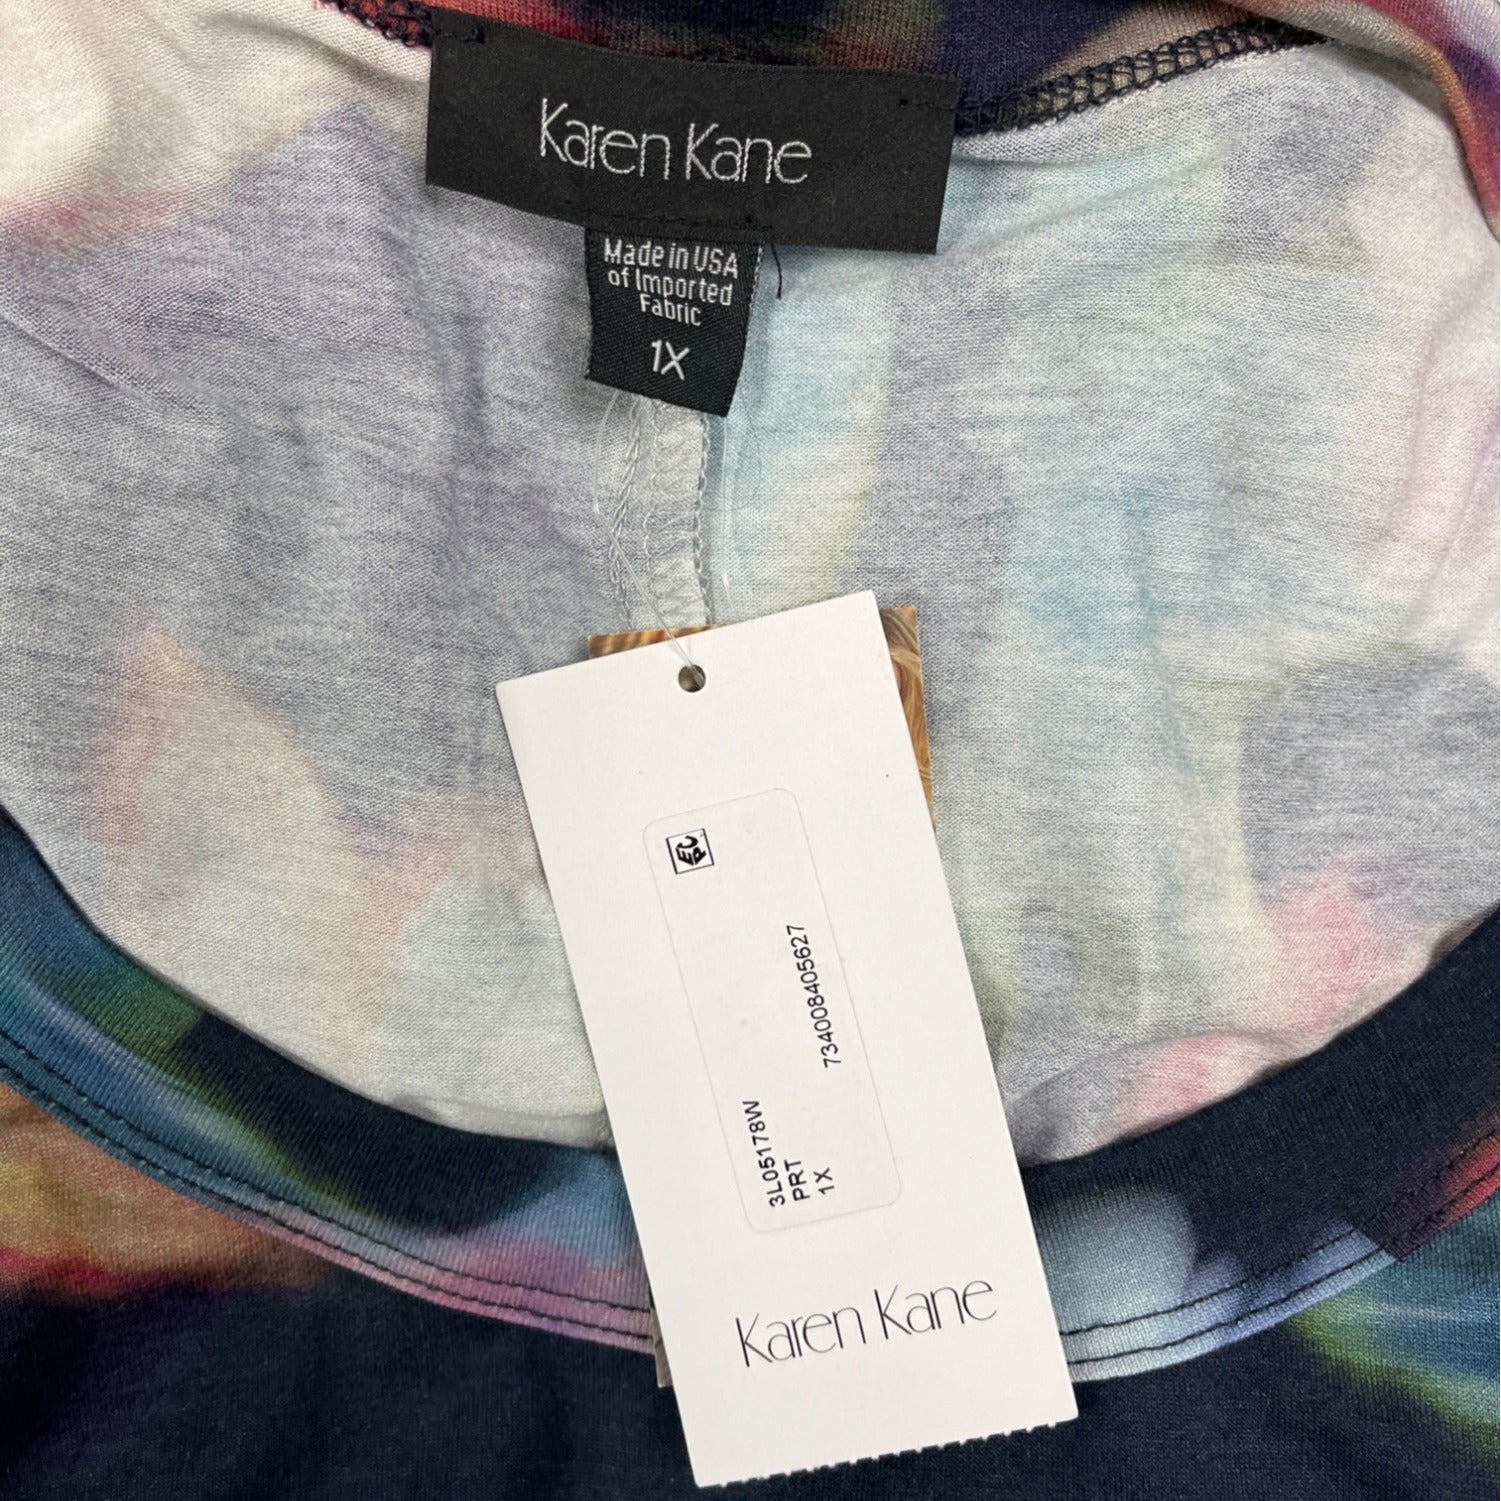 Karen Kane
Made in USA
of Imported
Fabric
1X
734008405627
3L05178W
PRT
1X
Karen Kane